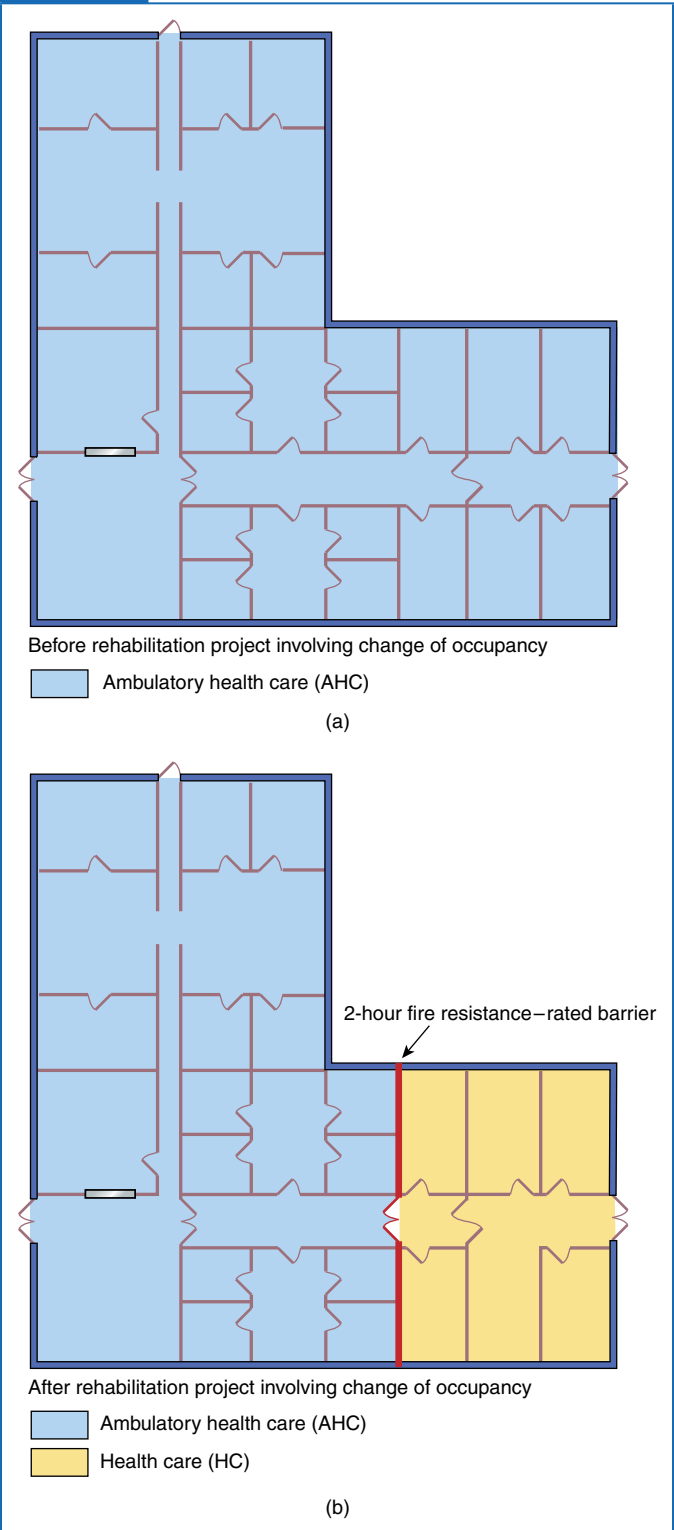 Before rehabilitation project involving change of occupancy
Ambulatory health care (AHC)
(a)
2-hour fire resistance–rated barrier
After rehabilitation project involving change of occupancy
Ambulatory health care (AHC)
Health care (HC)
(b)